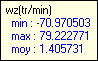 wz(tr/min)
min : -70.970503
max : 79.222771
moy : 1.405731